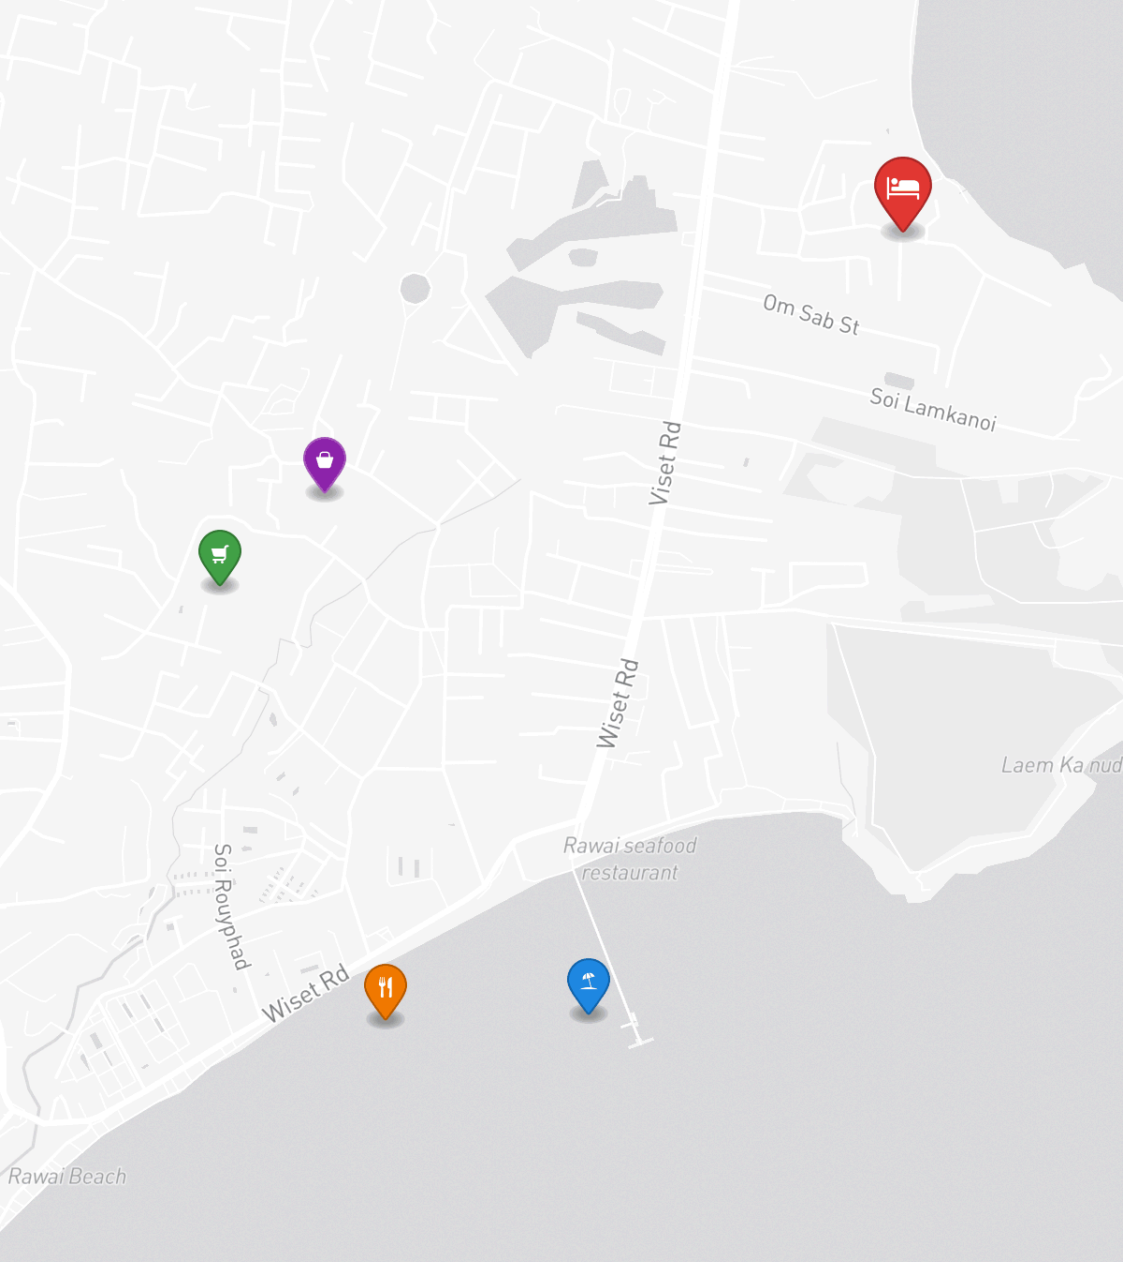 Om Sab St
Soi Lamkanoi
Viset Rd
Wiset Rd
Laem Ka nud
Rawai seafood
restaurant
Soi Rouyphad
Wiset Rd
Rawai Beach